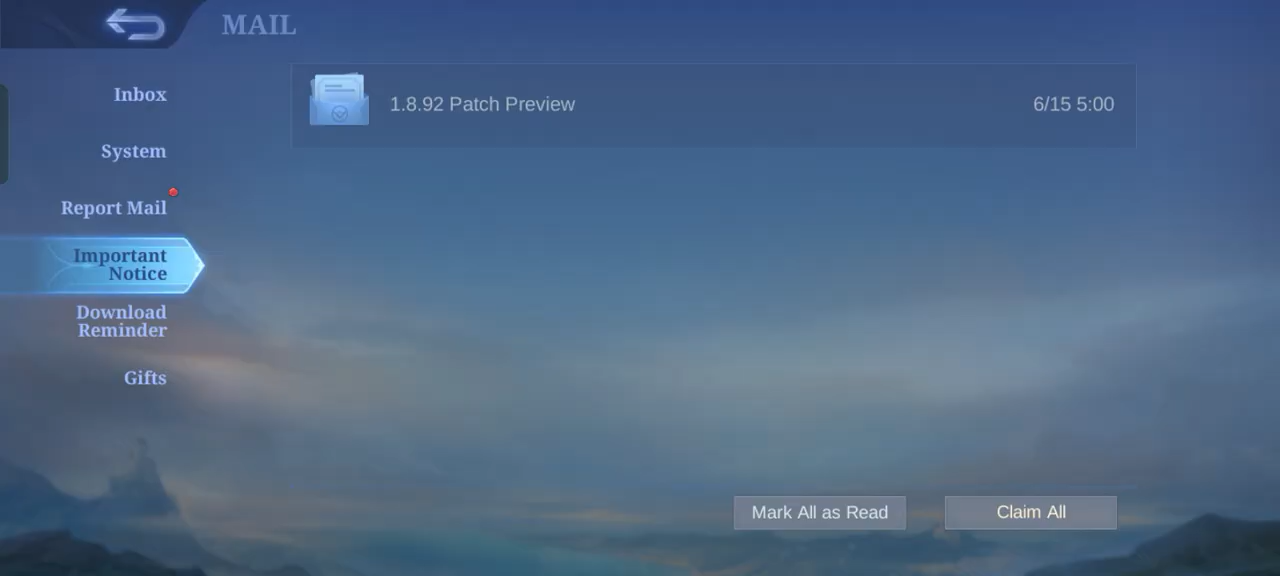 MAIL
Inbox
System
Report Mail
Important
Notice
Download
Reminder
Gifts
1.8.92 Patch Preview
6/15 5:00
Mark All as Read
Claim All